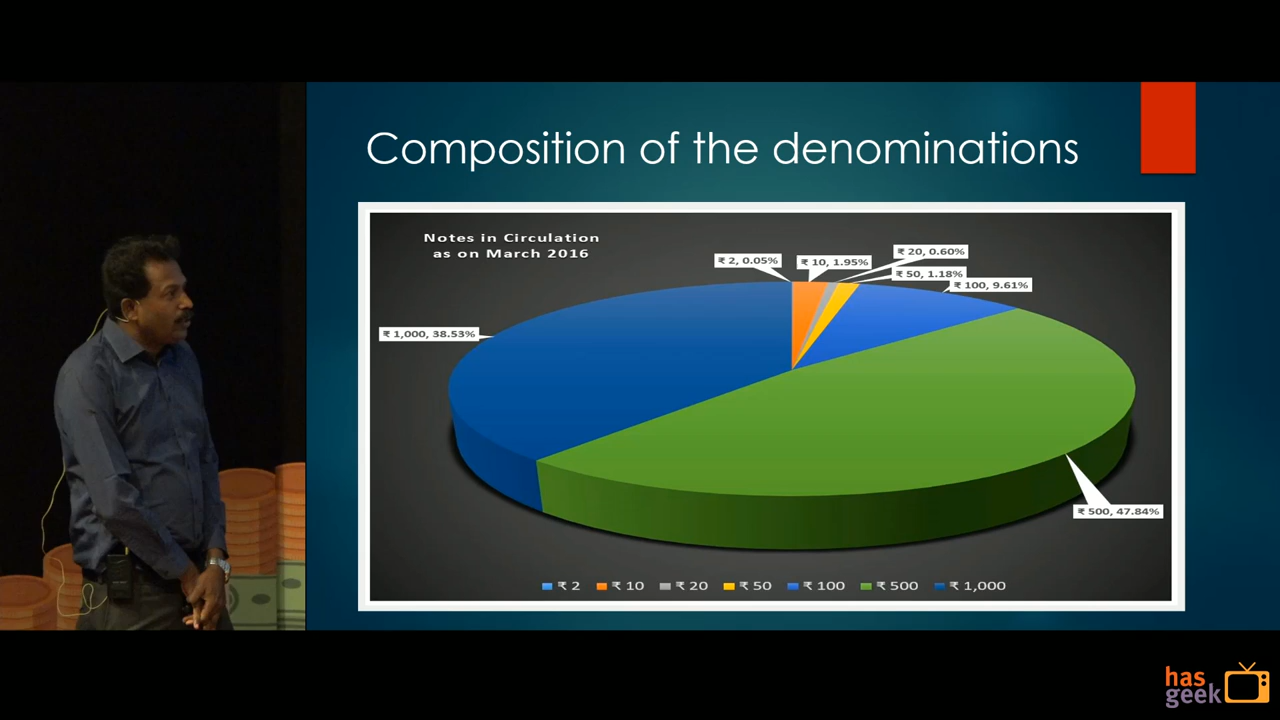 Composition of the denominations
Notes in Circulation
as on March 2016
₹ 2, 0.05%
₹ 10, 1.95%
₹ 20, 0.60%
₹ 50, 1.18%
₹ 100, 9.61%
₹ 1,000, 38.53%
₹ 500, 47.84%
₹ 2 ₹ 10 ₹ 20 ₹ 50 ₹ 100 ₹ 500 ₹ 1,000
has
geek